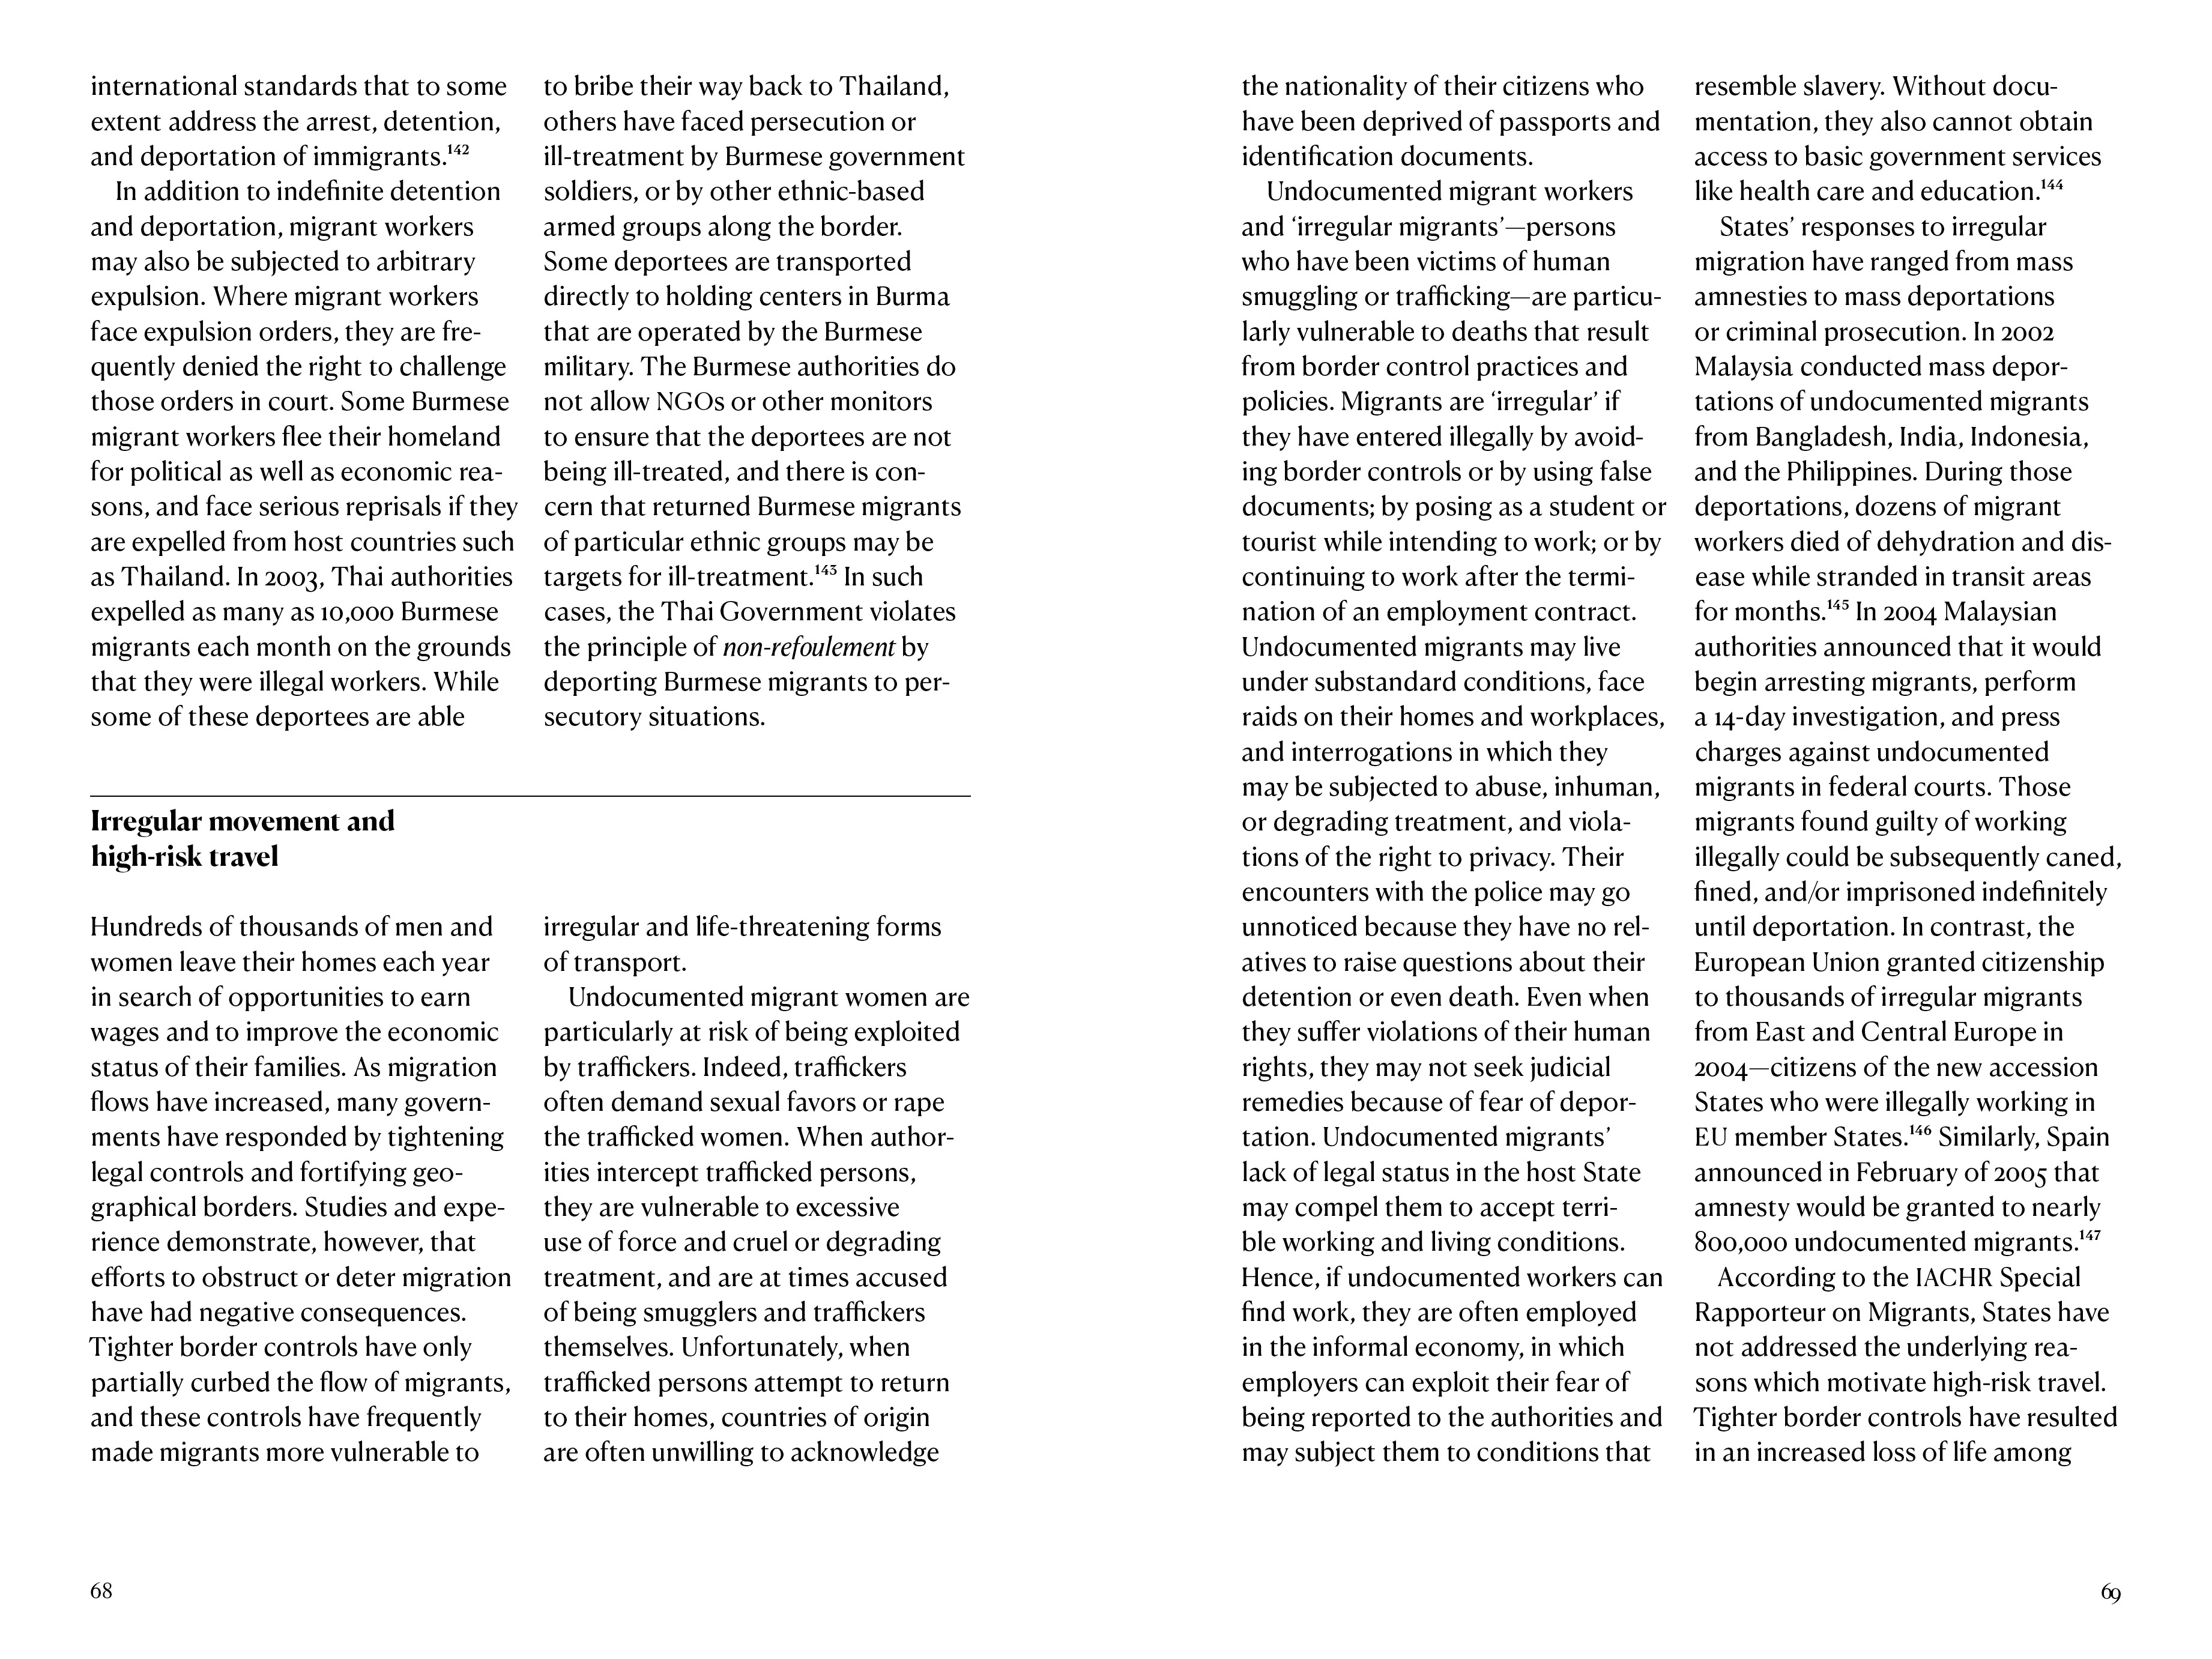 international standards that to some
extent address the arrest, detention,
and deportation of immigrants.¹⁴²
In addition to indefinite detention
and deportation, migrant workers
may also be subjected to arbitrary
expulsion. Where migrant workers
face expulsion orders, they are fre-
quently denied the right to challenge
those orders in court. Some Burmese
migrant workers flee their homeland
for political as well as economic rea-
sons, and face serious reprisals if they
are expelled from host countries such
as Thailand. In 2003, Thai authorities
expelled as many as 10,000 Burmese
migrants each month on the grounds
that they were illegal workers. While
some of these deportees are able
to bribe their way back to Thailand,
others have faced persecution or
ill-treatment by Burmese government
soldiers, or by other ethnic-based
armed groups along the border.
Some deportees are transported
directly to holding centers in Burma
that are operated by the Burmese
military. The Burmese authorities do
not allow NGOs or other monitors
to ensure that the deportees are not
being ill-treated, and there is con-
cern that returned Burmese migrants
of particular ethnic groups may be
targets for ill-treatment.¹⁴³ In such
cases, the Thai Government violates
the principle of non-refoulement by
deporting Burmese migrants to per-
secutory situations.
Irregular movement and
high-risk travel
Hundreds of thousands of men and
women leave their homes each year
in search of opportunities to earn
wages and to improve the economic
status of their families. As migration
flows have increased, many govern-
ments have responded by tightening
legal controls and fortifying geo-
graphical borders. Studies and expe-
rience demonstrate, however, that
efforts to obstruct or deter migration
have had negative consequences.
Tighter border controls have only
partially curbed the flow of migrants,
and these controls have frequently
made migrants more vulnerable to
irregular and life-threatening forms
of transport.
Undocumented migrant women are
particularly at risk of being exploited
by traffickers. Indeed, traffickers
often demand sexual favors or rape
the trafficked women. When author-
ities intercept trafficked persons,
they are vulnerable to excessive
use of force and cruel or degrading
treatment, and are at times accused
of being smugglers and traffickers
themselves. Unfortunately, when
trafficked persons attempt to return
to their homes, countries of origin
are often unwilling to acknowledge
68
the nationality of their citizens who
have been deprived of passports and
identification documents.
Undocumented migrant workers
and ‘irregular migrants’—persons
who have been victims of human
smuggling or trafficking—are particu-
larly vulnerable to deaths that result
from border control practices and
policies. Migrants are ‘irregular’ if
they have entered illegally by avoid-
ing border controls or by using false
documents; by posing as a student or
tourist while intending to work; or by
continuing to work after the termi-
nation of an employment contract.
Undocumented migrants may live
under substandard conditions, face
raids on their homes and workplaces,
and interrogations in which they
may be subjected to abuse, inhuman,
or degrading treatment, and viola-
tions of the right to privacy. Their
encounters with the police may go
unnoticed because they have no rel-
atives to raise questions about their
detention or even death. Even when
they suffer violations of their human
rights, they may not seek judicial
remedies because of fear of depor-
tation. Undocumented migrants’
lack of legal status in the host State
may compel them to accept terri-
ble working and living conditions.
Hence, if undocumented workers can
find work, they are often employed
in the informal economy, in which
employers can exploit their fear of
being reported to the authorities and
may subject them to conditions that
resemble slavery. Without docu-
mentation, they also cannot obtain
access to basic government services
like health care and education.¹⁴⁴
States’ responses to irregular
migration have ranged from mass
amnesties to mass deportations
or criminal prosecution. In 2002
Malaysia conducted mass depor-
tations of undocumented migrants
from Bangladesh, India, Indonesia,
and the Philippines. During those
deportations, dozens of migrant
workers died of dehydration and dis-
ease while stranded in transit areas
for months.¹⁴⁵ In 2004 Malaysian
authorities announced that it would
begin arresting migrants, perform
a 14-day investigation, and press
charges against undocumented
migrants in federal courts. Those
migrants found guilty of working
illegally could be subsequently caned,
fined, and/or imprisoned indefinitely
until deportation. In contrast, the
European Union granted citizenship
to thousands of irregular migrants
from East and Central Europe in
2004—citizens of the new accession
States who were illegally working in
EU member States.¹⁴⁶ Similarly, Spain
announced in February of 2005 that
amnesty would be granted to nearly
800,000 undocumented migrants.¹⁴⁷
According to the IACHR Special
Rapporteur on Migrants, States have
not addressed the underlying rea-
sons which motivate high-risk travel.
Tighter border controls have resulted
in an increased loss of life among
69